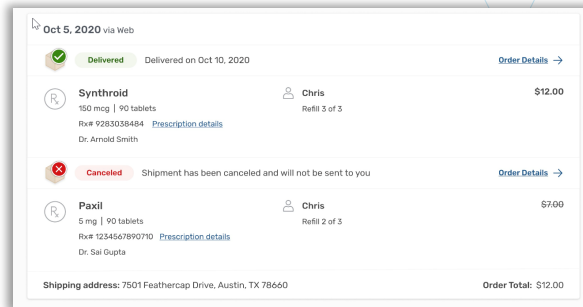 Oct 5, 2020 via Web
Delivered Delivered on Oct 10, 2020 Order Details →
Rx Synthroid Chris $12.00
150 mcg | 90 tablets Refill 3 of 3
Rx# 9283038484 Prescription details
Dr. Arnold Smith
Canceled Shipment has been canceled and will not be sent to you Order Details →
Rx Paxil Chris $7.00
5 mg | 90 tablets Refill 2 of 3
Rx# 1234567890710 Prescription details
Dr. Sai Gupta
Shipping address: 7501 Feathercap Drive, Austin, TX 78660 Order Total: $12.00